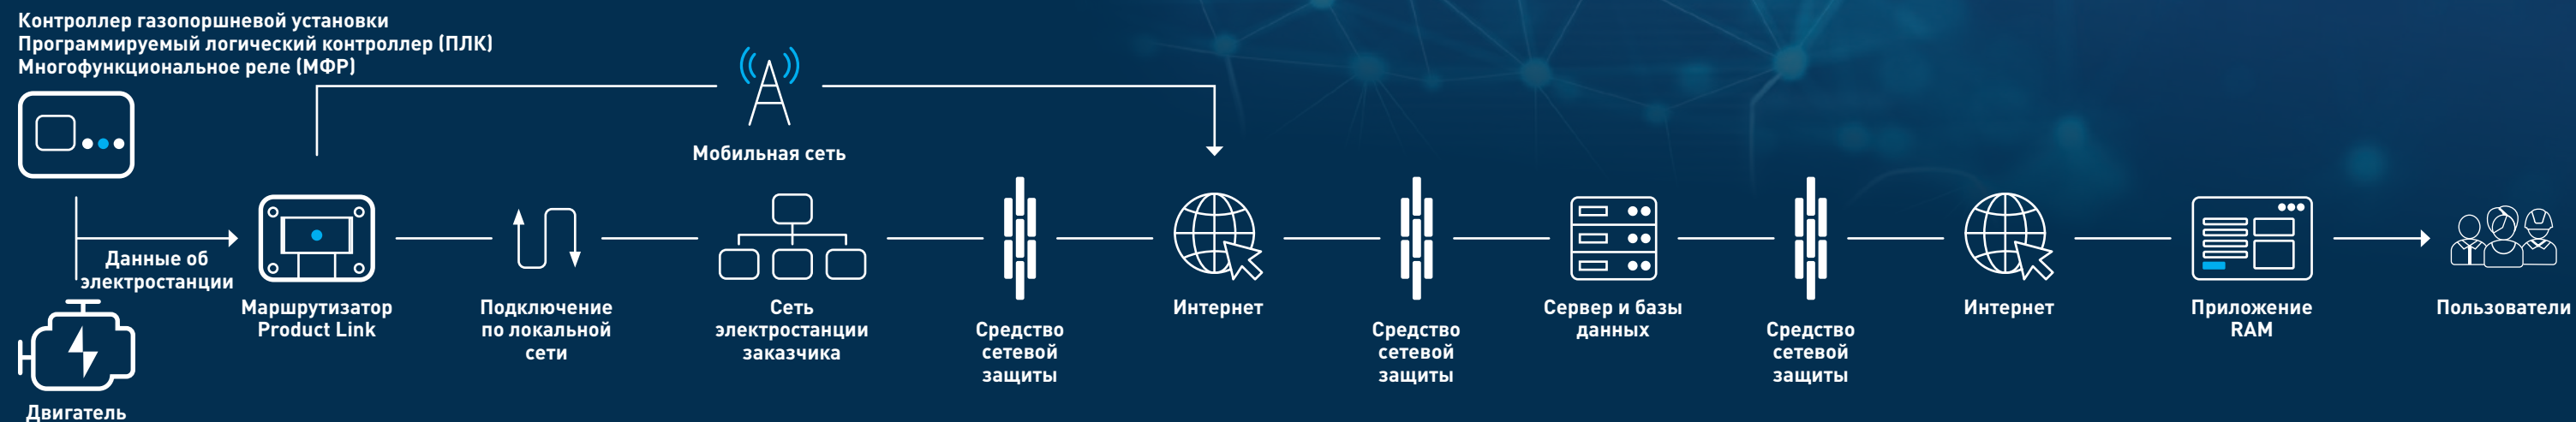 Контроллер газопоршневой установки
Программируемый логический контроллер (ПЛК)
Многофункциональное реле (МФР)
Мобильная сеть
Данные об
электростанции
Двигатель
Маршрутизатор
Product Link
Подключение
по локальной
сети
Сеть
электростанции
заказчика
Средство
сетевой
защиты
Интернет
Средство
сетевой
защиты
Сервер и базы
данных
Средство
сетевой
защиты
Интернет
Приложение
RAM
Пользователи